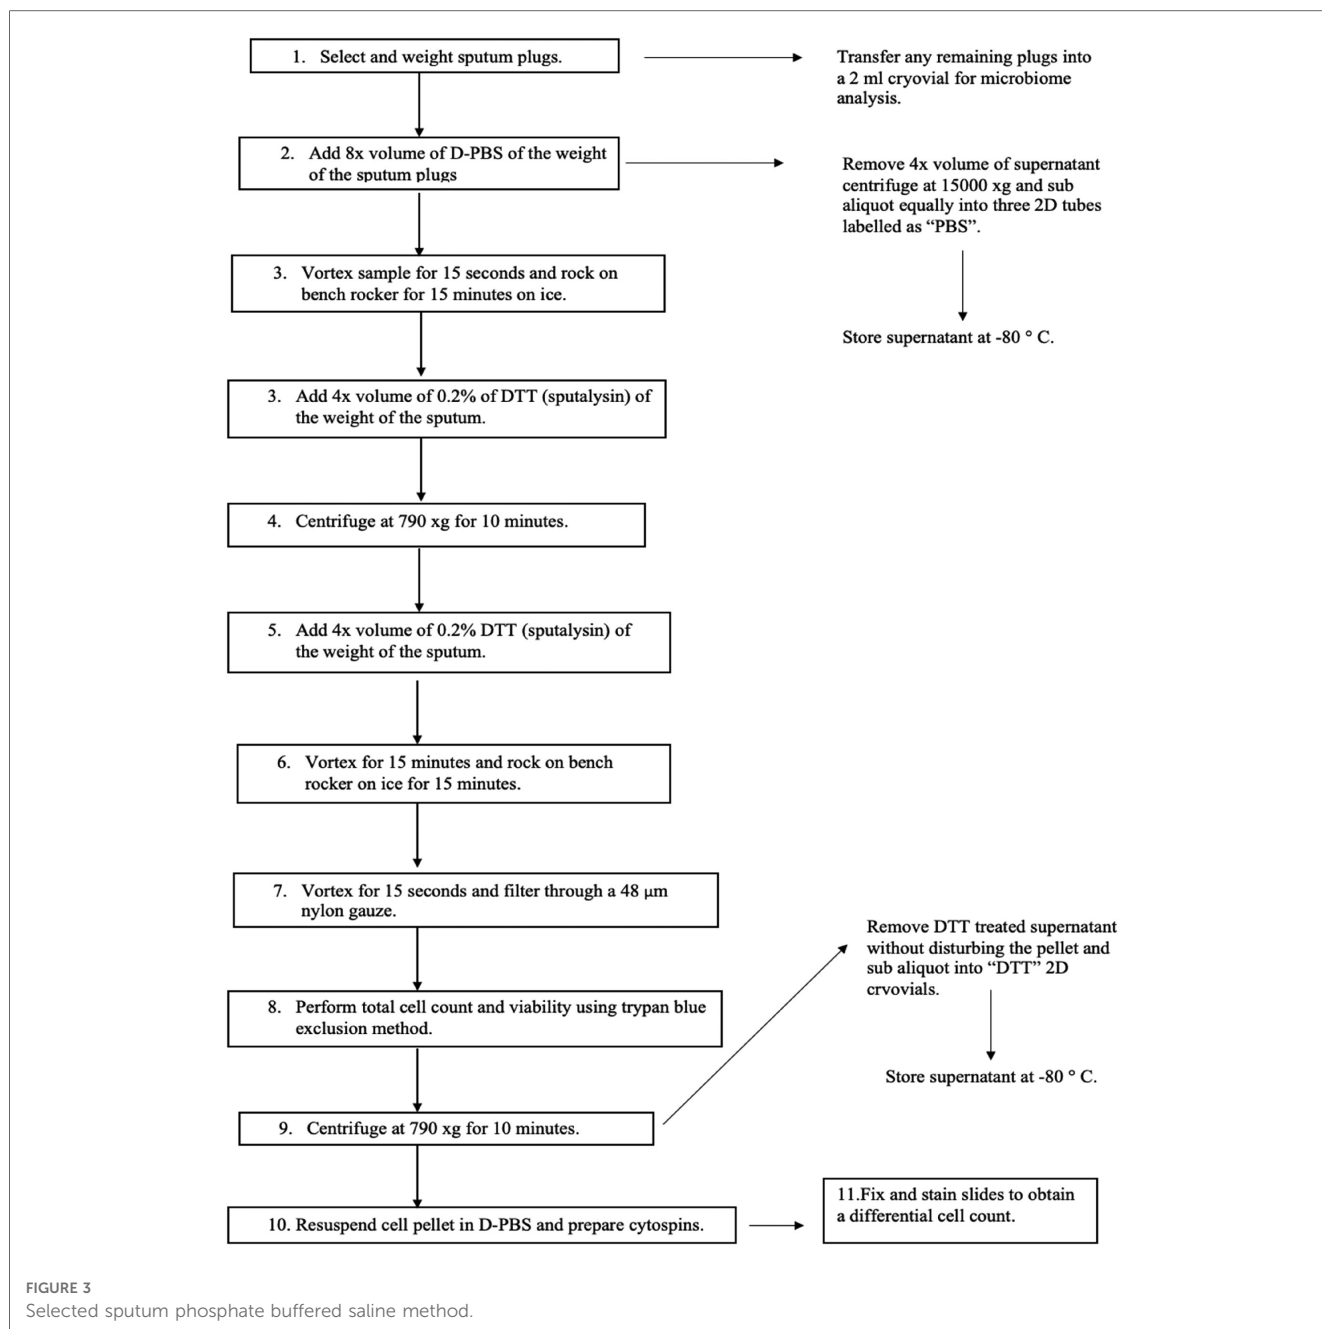 1. Select and weight sputum plugs.
Transfer any remaining plugs into
a 2 ml cryovial for microbiome
analysis.
2. Add 8x volume of D-PBS of the weight
of the sputum plugs
Remove 4x volume of supernatant
centrifuge at 15000 xg and sub
aliquot equally into three 2D tubes
labelled as “PBS”.
Store supernatant at -80 ° C.
3. Vortex sample for 15 seconds and rock on
bench rocker for 15 minutes on ice.
3. Add 4x volume of 0.2% of DTT (sputalysin) of
the weight of the sputum.
4. Centrifuge at 790 xg for 10 minutes.
5. Add 4x volume of 0.2% DTT (sputalysin) of
the weight of the sputum.
6. Vortex for 15 minutes and rock on bench
rocker on ice for 15 minutes.
7. Vortex for 15 seconds and filter through a 48 µm
nylon gauze.
8. Perform total cell count and viability using trypan blue
exclusion method.
9. Centrifuge at 790 xg for 10 minutes.
Remove DTT treated supernatant
without disturbing the pellet and
sub aliquot into “DTT” 2D
crvovials.
Store supernatant at -80 ° C.
10. Resuspend cell pellet in D-PBS and prepare cytospins.
11.Fix and stain slides to obtain
a differential cell count.
FIGURE 3
Selected sputum phosphate buffered saline method.